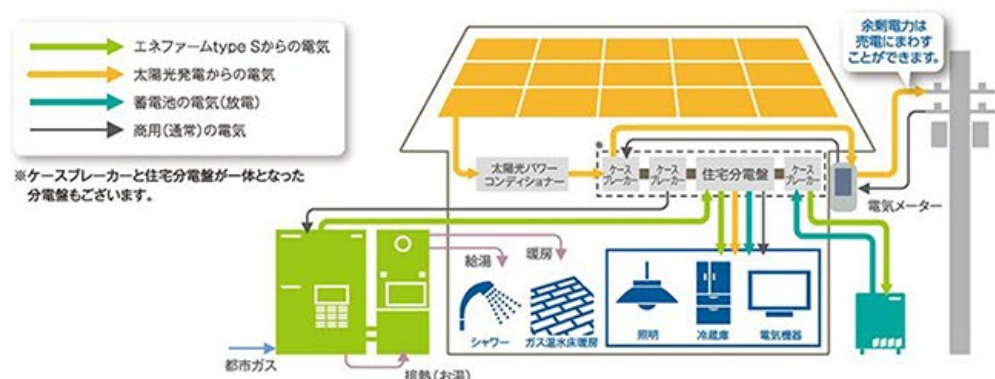 エネファームtype Sからの電気
太陽光発電からの電気
蓄電池の電気(放電)
商用(通常)の電気
※ケースブレーカーと住宅分電盤が一体となった
分電盤もございます。
余剰電力は
売電にまわす
ことができます。
太陽光パワー
コンディショナー
※
ケース
ブレーカー
ケース
ブレーカー
住宅分電盤
ケース
ブレーカー
電気メーター
給湯
暖房
シャワー
ガス温水床暖房
照明
冷蔵庫
電気機器
都市ガス
排熱(お湯)